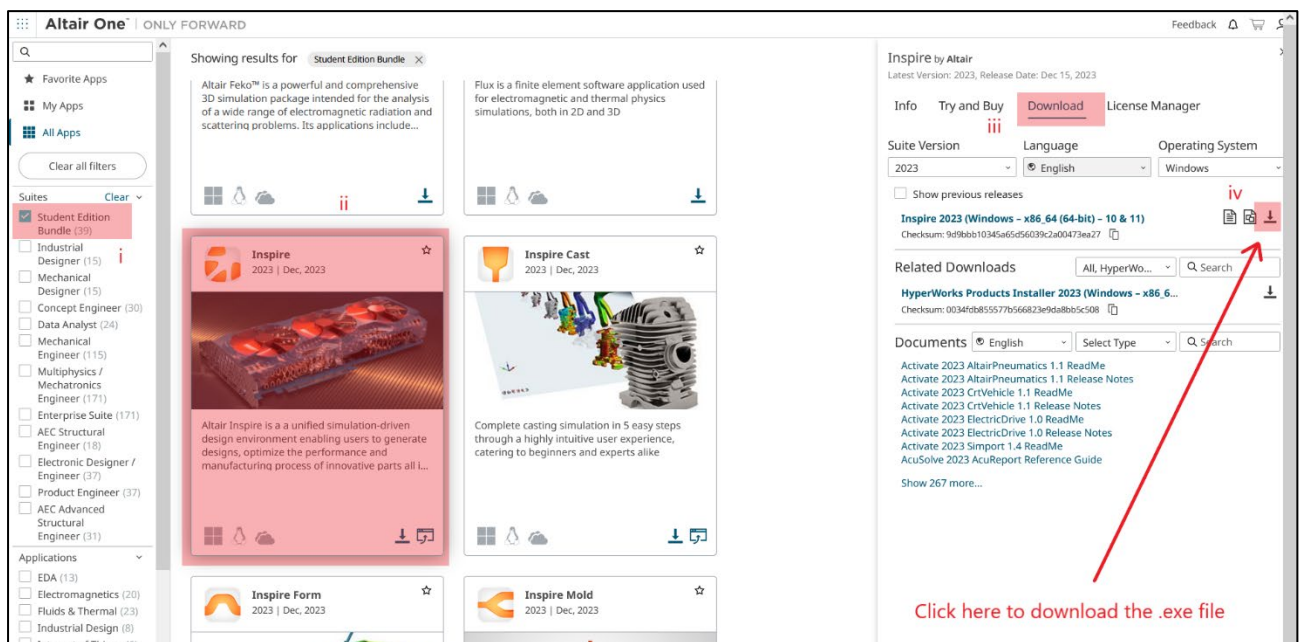 Altair One™ | ONLY FORWARD
Feedback
Favorite Apps
My Apps
All Apps
Clear all filters
Suites Clear
Student Edition
Bundle (39)
i
Industrial
Designer (15)
Mechanical
Designer (15)
Concept Engineer (30)
Data Analyst (24)
Mechanical
Engineer (115)
Multiphysics /
Mechatronics
Engineer (171)
Enterprise Suite (171)
AEC Structural
Engineer (18)
Electronic Designer /
Engineer (37)
Product Engineer (37)
AEC Advanced
Structural
Engineer (31)
Applications
EDA (13)
Electromagnetics (20)
Fluids & Thermal (23)
Industrial Design (8)
Showing results for Student Edition Bundle
Altair Feko™ is a powerful and comprehensive
3D simulation package intended for the analysis
of a wide range of electromagnetic radiation and
scattering problems. Its applications include...
Flux is a finite element software application used
for electromagnetic and thermal physics
simulations, both in 2D and 3D
ii
Inspire
2023 | Dec, 2023
Altair Inspire is a a unified simulation-driven
design environment enabling users to generate
designs, optimize the performance and
manufacturing process of innovative parts all i...
Inspire Cast
2023 | Dec, 2023
Complete casting simulation in 5 easy steps
through a highly intuitive user experience,
catering to beginners and experts alike
Inspire Form
2023 | Dec, 2023
Inspire Mold
2023 | Dec, 2023
Inspire by Altair
Latest Version: 2023, Release Date: Dec 15, 2023
Info Try and Buy Download License Manager
iii
Suite Version Language Operating System
2023 English Windows
Show previous releases
iv
Inspire 2023 (Windows – x86_64 (64-bit) – 10 & 11)
Checksum: 9d9bbb10345a65d56039c2a00473ea27
Related Downloads All, HyperWo... Search
HyperWorks Products Installer 2023 (Windows – x86_6...
Checksum: 0034fdb855577b566823e9da8bb5c508
Documents English Select Type Search
Activate 2023 AltairPneumatics 1.1 ReadMe
Activate 2023 AltairPneumatics 1.1 Release Notes
Activate 2023 CrtVehicle 1.1 ReadMe
Activate 2023 CrtVehicle 1.1 Release Notes
Activate 2023 ElectricDrive 1.0 ReadMe
Activate 2023 ElectricDrive 1.0 Release Notes
Activate 2023 Simport 1.4 ReadMe
AcuSolve 2023 AcuReport Reference Guide
Show 267 more...
Click here to download the .exe file